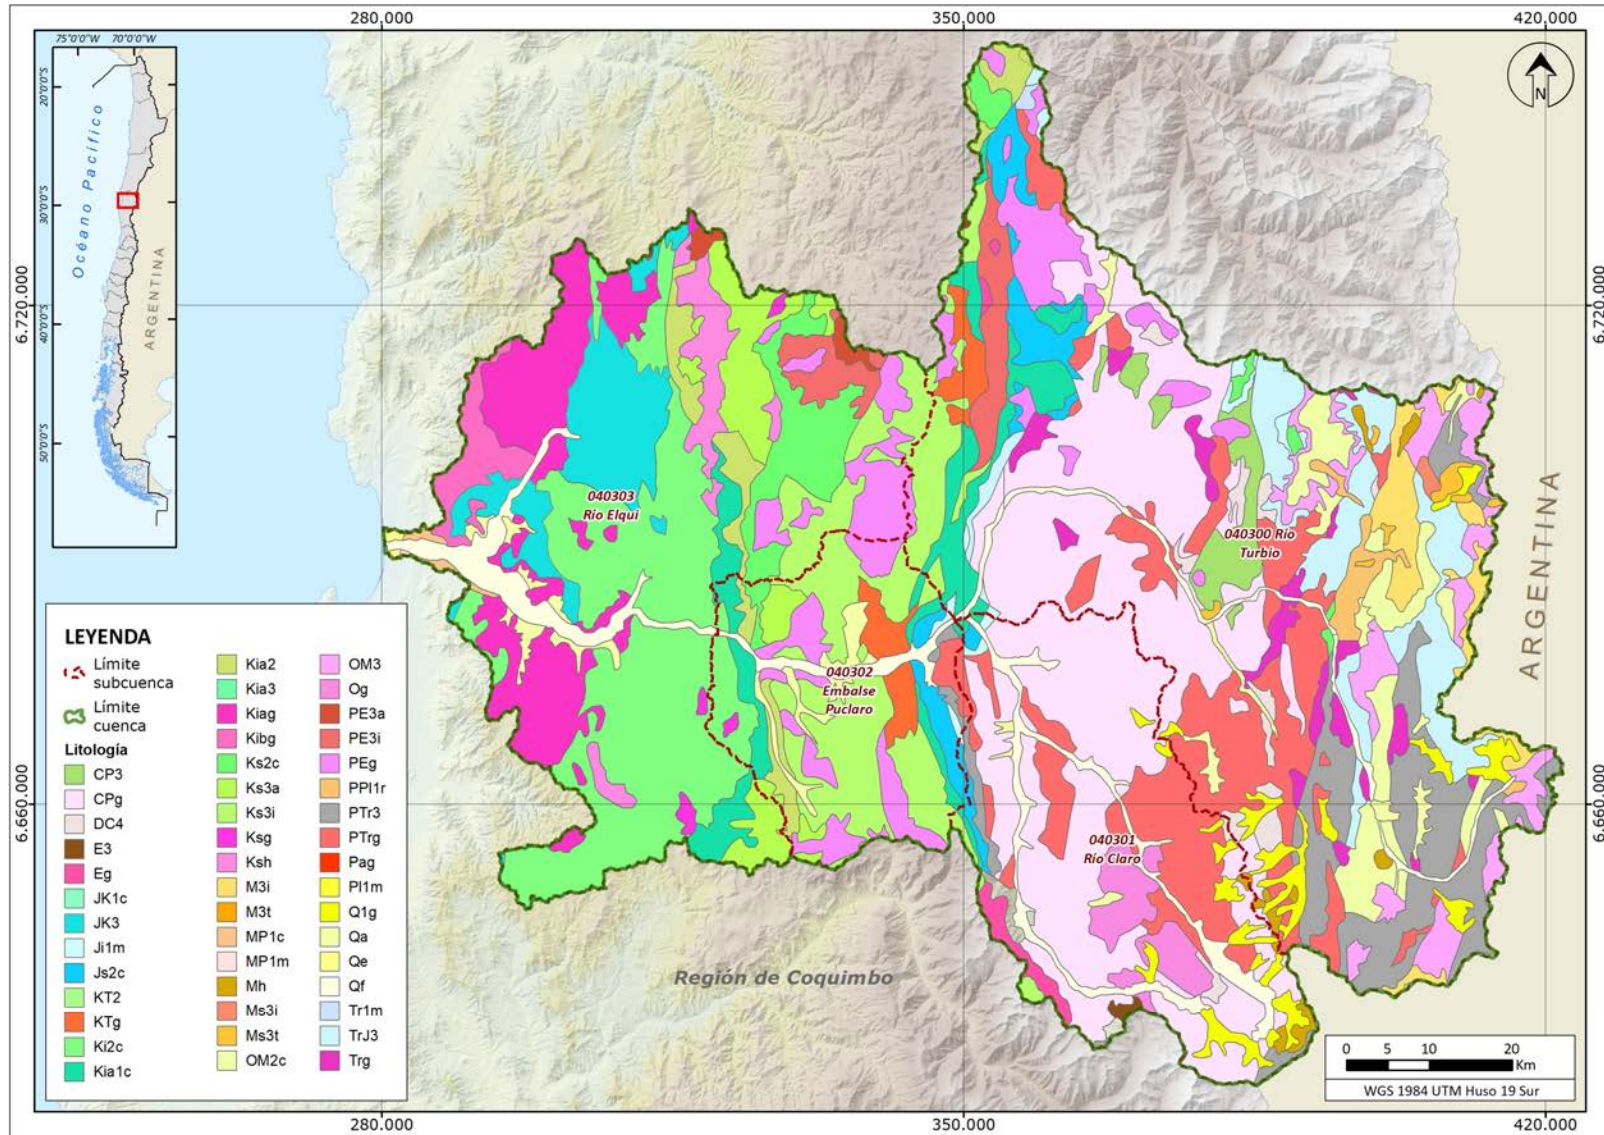 280.000
350.000
420.000
75°0'0"W
70°0'0"W
20°0'0"S
30°0'0"S
40°0'0"S
50°0'0"S
Océano Pacífico
ARGENTINA
N
6.720.000
6.720.000
040303
Río Elqui
040300 Río
Turbio
040302
Embalse
Puclaro
040301
Río Claro
ARGENTINA
ARGENTINA
6.660.000
6.660.000
Región de Coquimbo
LEYENDA
Límite
subcuenca
Límite
cuenca
Litología
CP3
CPg
DC4
E3
Eg
JK1c
JK3
Ji1m
Js2c
KT2
KTg
Ki2c
Kia1c
Kia2
Kia3
Kiag
Kibg
Ks2c
Ks3a
Ks3i
Ksg
Ksh
M3i
M3t
MP1c
MP1m
Mh
Ms3i
Ms3t
OM2c
OM3
Og
PE3a
PE3i
PEg
PPl1r
PTr3
PTrg
Pag
Pl1m
Q1g
Qa
Qe
Qf
Tr1m
TrJ3
Trg
0 5 10 20
Km
WGS 1984 UTM Huso 19 Sur
280.000
350.000
420.000